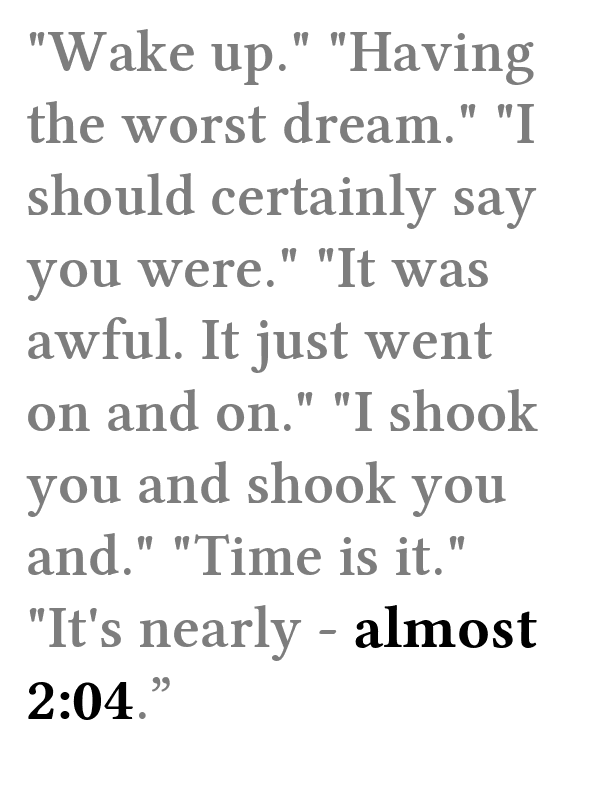 "Wake up." "Having
the worst dream." "I
should certainly say
you were." "It was
awful. It just went
on and on." "I shook
you and shook you
and." "Time is it."
"It's nearly - almost
2:04.”